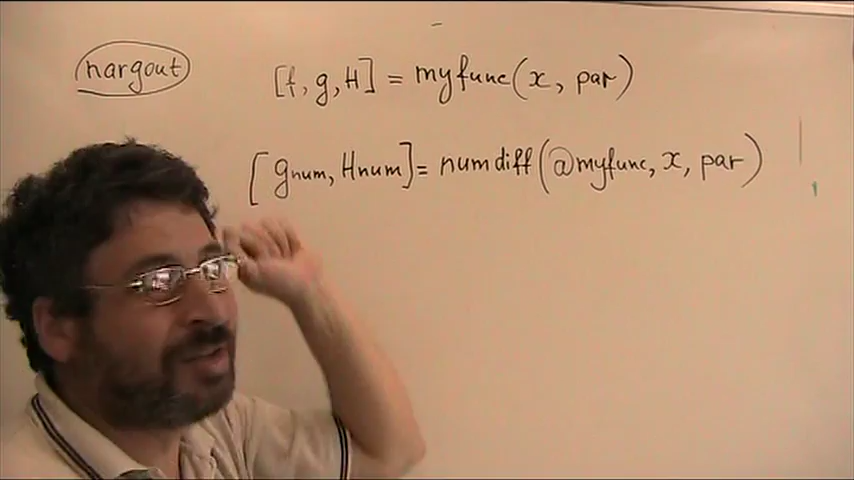 nargout
[f, g, H] = myfunc(x, par)
[gnum, Hnum] = numdiff(@myfunc, x, par)